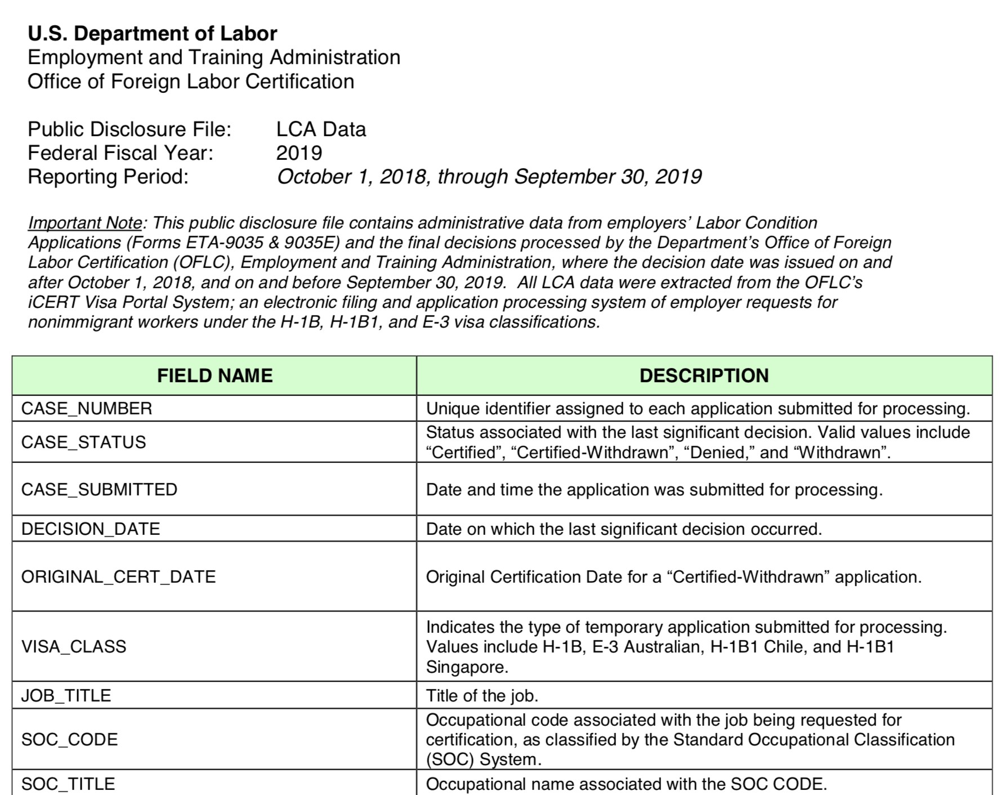 U.S. Department of Labor
Employment and Training Administration
Office of Foreign Labor Certification
Public Disclosure File: LCA Data
Federal Fiscal Year: 2019
Reporting Period: October 1, 2018, through September 30, 2019
Important Note: This public disclosure file contains administrative data from employers’ Labor Condition
Applications (Forms ETA-9035 & 9035E) and the final decisions processed by the Department’s Office of Foreign
Labor Certification (OFLC), Employment and Training Administration, where the decision date was issued on and
after October 1, 2018, and on and before September 30, 2019.  All LCA data were extracted from the OFLC’s
iCERT Visa Portal System; an electronic filing and application processing system of employer requests for
nonimmigrant workers under the H-1B, H-1B1, and E-3 visa classifications.
FIELD NAME DESCRIPTION
CASE_NUMBER Unique identifier assigned to each application submitted for processing.
CASE_STATUS Status associated with the last significant decision. Valid values include
“Certified”, “Certified-Withdrawn”, “Denied,” and “Withdrawn”.
CASE_SUBMITTED Date and time the application was submitted for processing.
DECISION_DATE Date on which the last significant decision occurred.
ORIGINAL_CERT_DATE Original Certification Date for a “Certified-Withdrawn” application.
VISA_CLASS Indicates the type of temporary application submitted for processing.
Values include H-1B, E-3 Australian, H-1B1 Chile, and H-1B1
Singapore.
JOB_TITLE Title of the job.
SOC_CODE Occupational code associated with the job being requested for
certification, as classified by the Standard Occupational Classification
(SOC) System.
SOC_TITLE Occupational name associated with the SOC CODE.